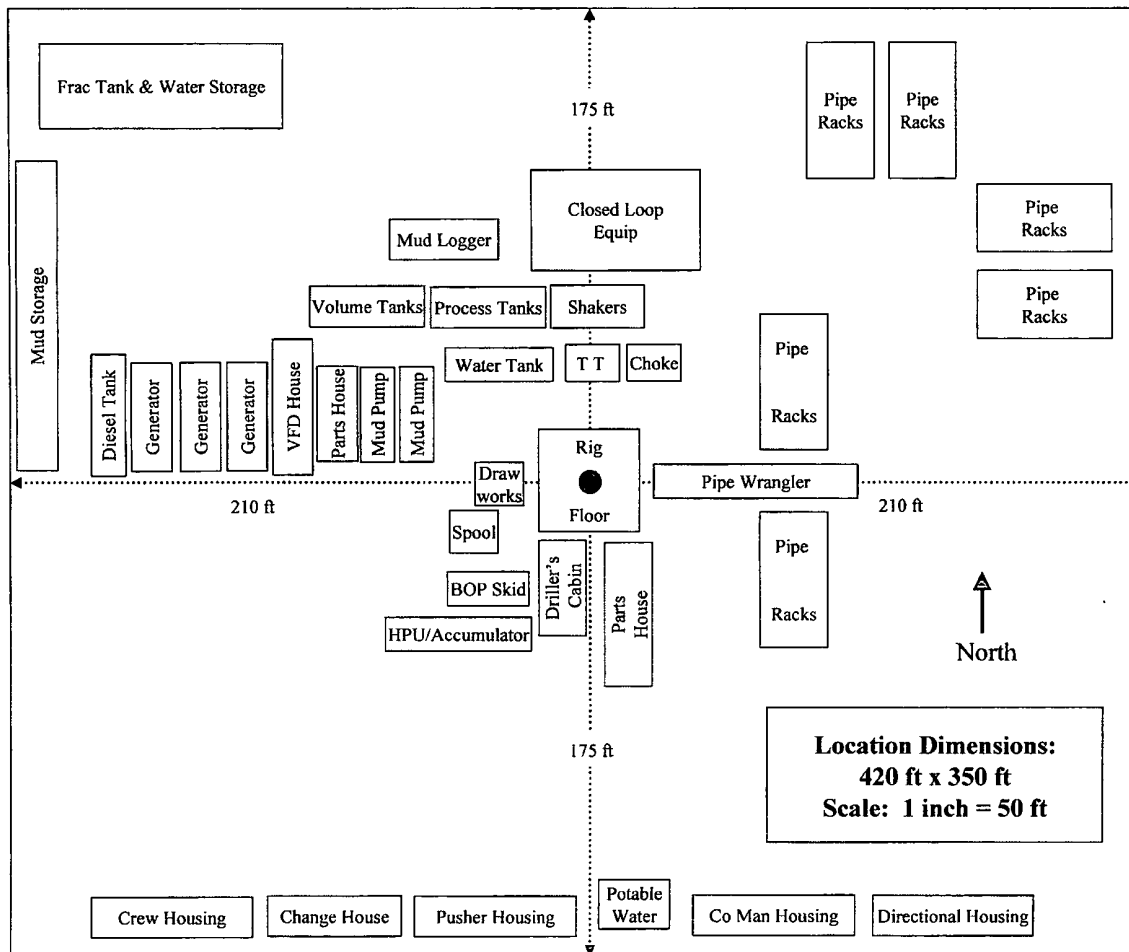 175 ft
Frac Tank & Water Storage
Pipe
Racks
Pipe
Racks
Mud Storage
Closed Loop
Equip
Mud Logger
Pipe
Racks
Pipe
Racks
Volume Tanks
Process Tanks
Shakers
Water Tank
T T
Choke
Pipe
Racks
Diesel Tank
Generator
Generator
Generator
VFD House
Parts House
Mud Pump
Mud Pump
Rig
Floor
Draw
works
Pipe Wrangler
210 ft
210 ft
Spool
BOP Skid
HPU/Accumulator
Driller's
Cabin
Parts
House
Pipe
Racks
North
175 ft
Location Dimensions:
420 ft x 350 ft
Scale: 1 inch = 50 ft
Crew Housing
Change House
Pusher Housing
Potable
Water
Co Man Housing
Directional Housing